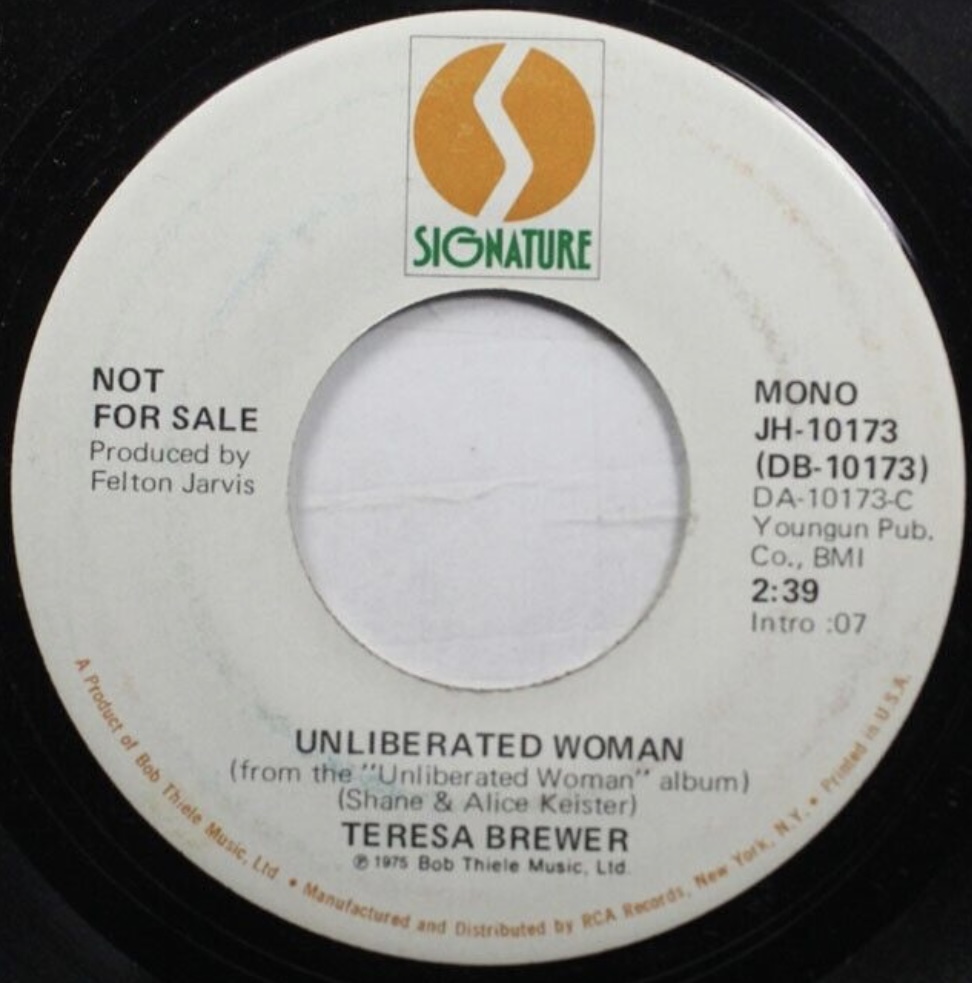 SIGNATURE
NOT
FOR SALE
Produced by
Felton Jarvis
MONO
JH-10173
(DB-10173)
DA-10173-C
Youngun Pub.
Co., BMI
2:39
Intro :07
UNLIBERATED WOMAN
(from the "Unliberated Woman" album)
(Shane & Alice Keister)
TERESA BREWER
℗ 1975 Bob Thiele Music, Ltd.
A Product of Bob Thiele Music, Ltd • Manufactured and Distributed by RCA Records, New York, N.Y. • Printed in U.S.A.